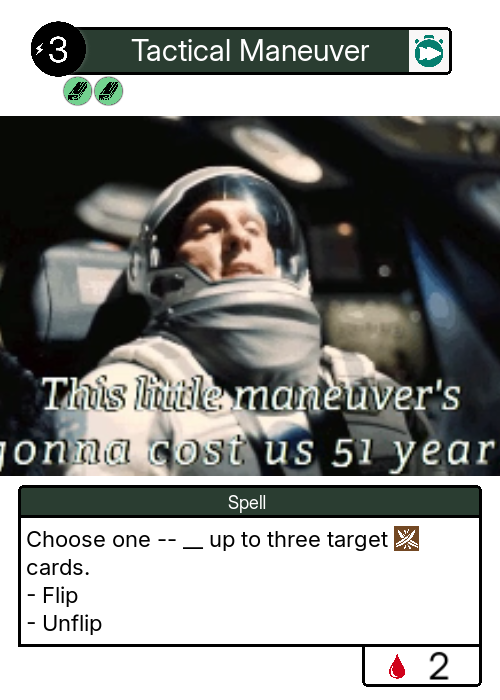 3 Tactical Maneuver
This little maneuver's
gonna cost us 51 year
Spell
Choose one -- __ up to three target
cards.
- Flip
- Unflip
2